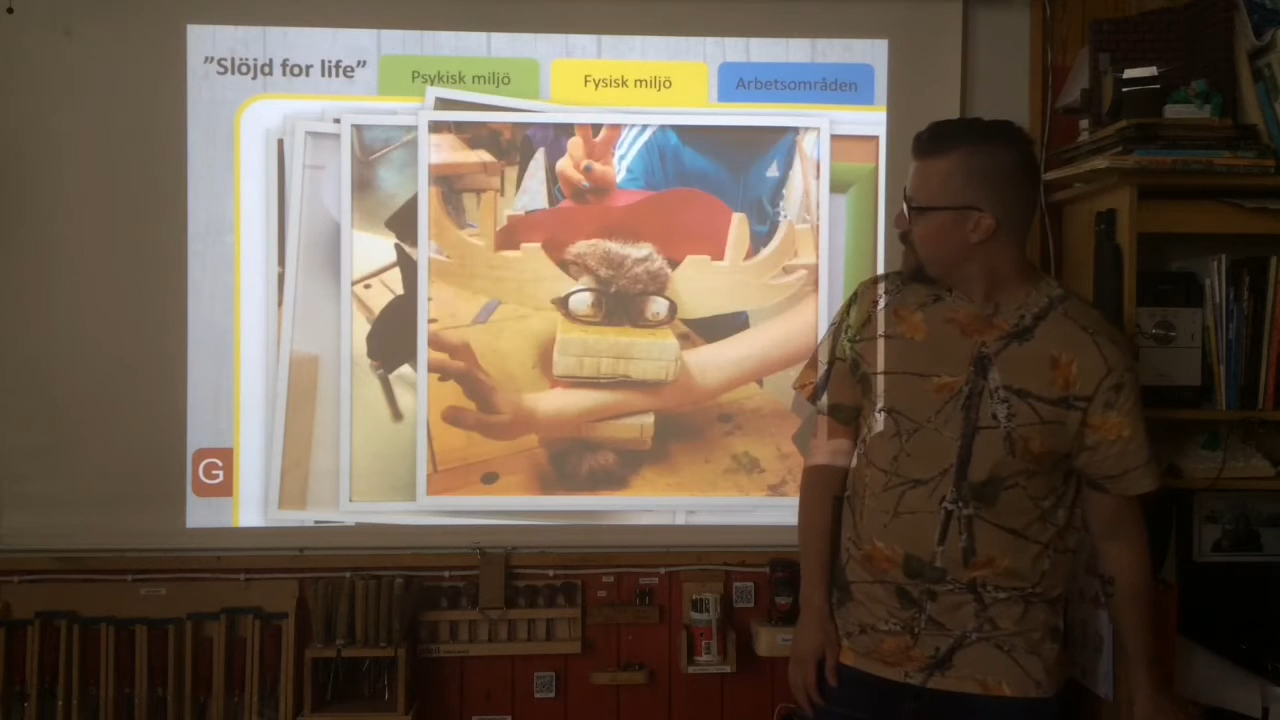 ”Slöjd for life”
Psykisk miljö
Fysisk miljö
Arbetsområden
G